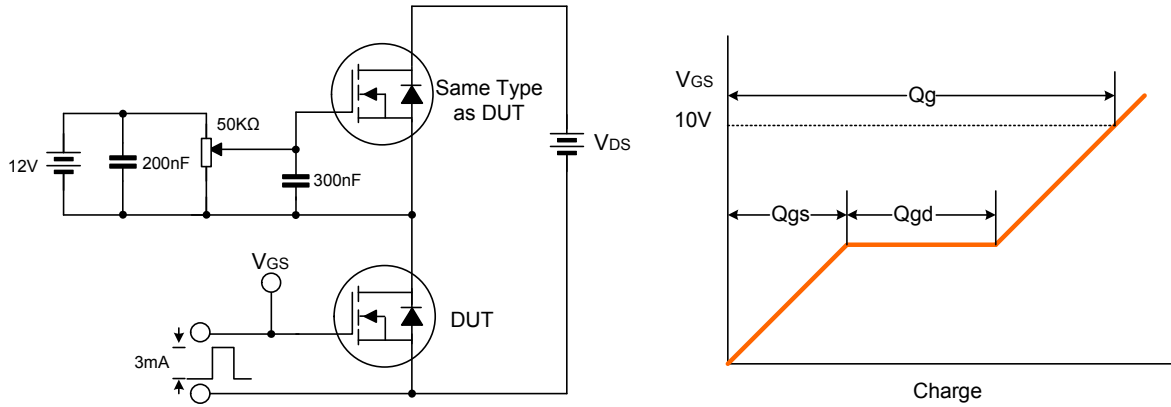 12V
200nF
50KΩ
300nF
Same Type
as DUT
VDS
VGS
DUT
3mA
VGS
10V
Qg
Qgs
Qgd
Charge